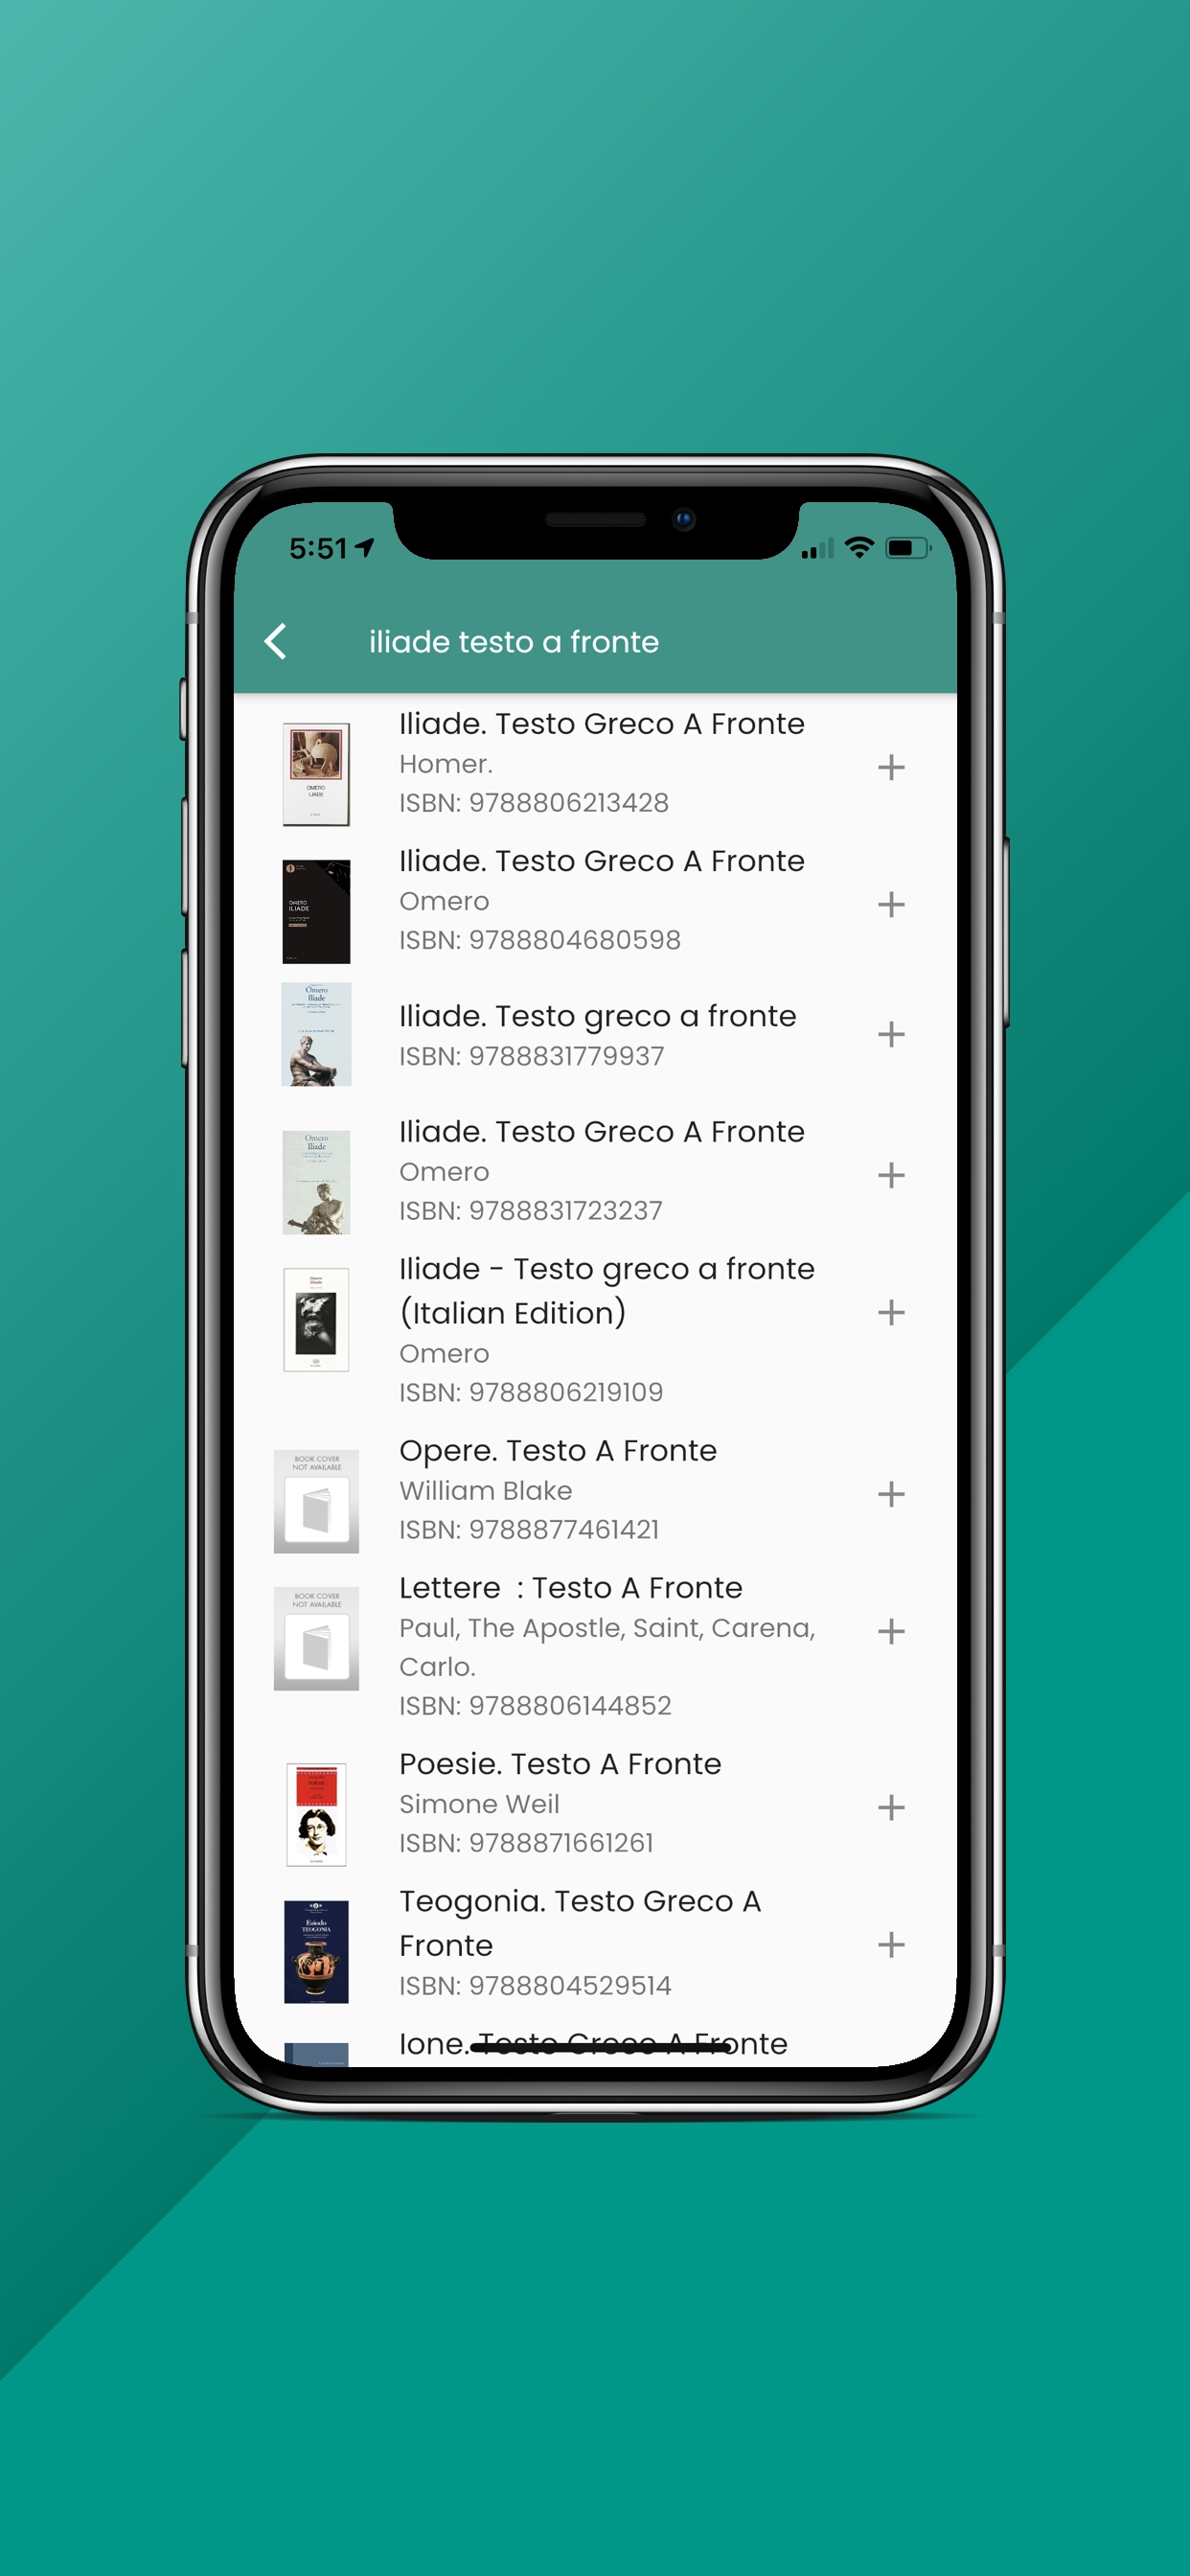 5:51
iliade testo a fronte
Iliade. Testo Greco A Fronte
Homer.
OMERO
ILIADE
ISBN: 9788806213428
Iliade. Testo Greco A Fronte
Omero
OMERO
ILIADE
ISBN: 9788804680598
Omero
Iliade
Iliade. Testo greco a fronte
ISBN: 9788831779937
Iliade. Testo Greco A Fronte
Omero
Iliade
Omero
ISBN: 9788831723237
Iliade - Testo greco a fronte
(Italian Edition)
Omero
ISBN: 9788806219109
Opere. Testo A Fronte
BOOK COVER
NOT AVAILABLE
William Blake
ISBN: 9788877461421
Lettere : Testo A Fronte
BOOK COVER
NOT AVAILABLE
Paul, The Apostle, Saint, Carena,
Carlo.
ISBN: 9788806144852
Poesie. Testo A Fronte
Simone Weil
ISBN: 9788871661261
Teogonia. Testo Greco A
Fronte
Esiodo
TEOGONIA
ISBN: 9788804529514
Ione. Testo Greco A Fronte